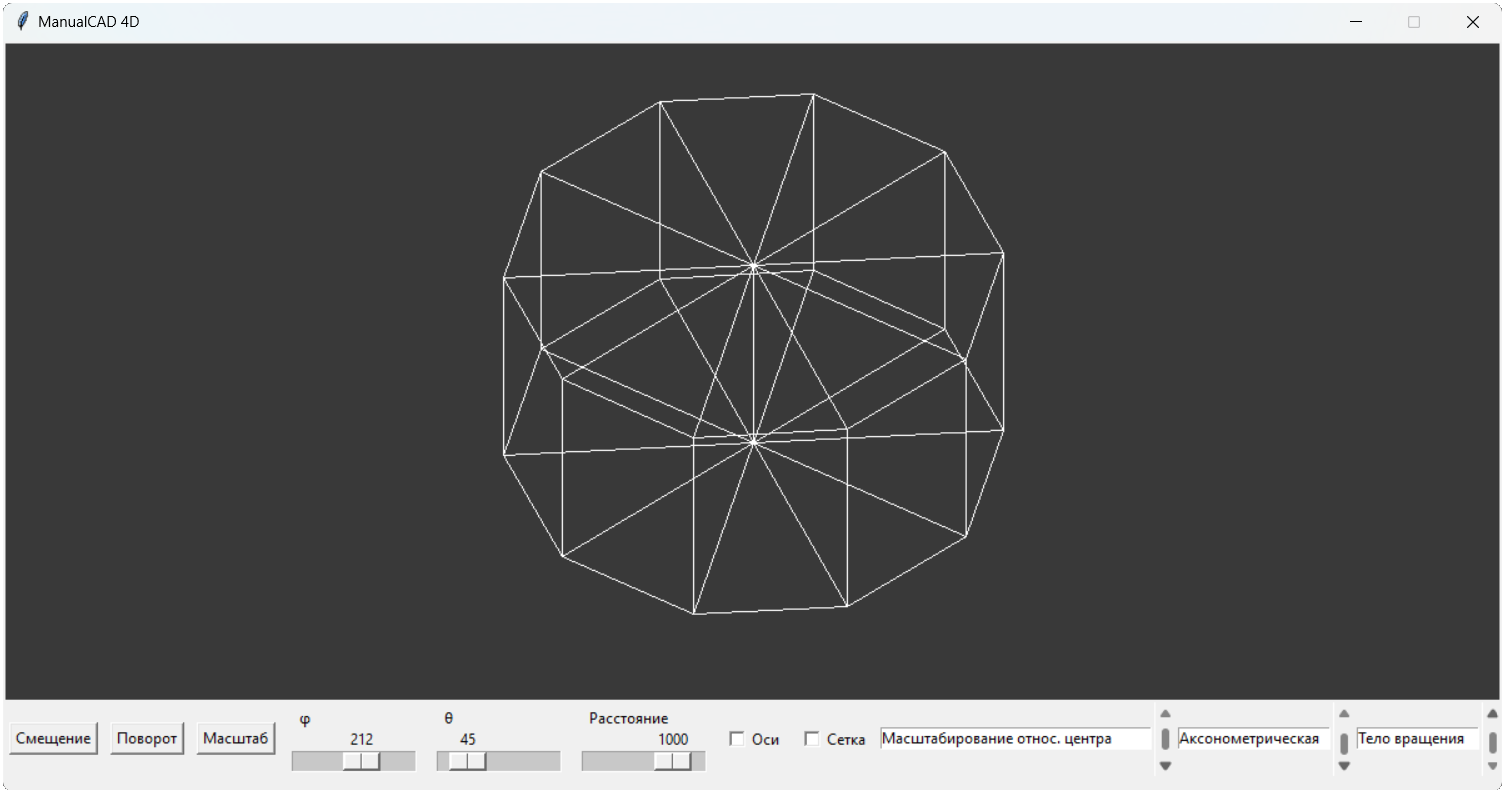 ManualCAD 4D
φ
θ
Расстояние
Смещение
Поворот
Масштаб
212
45
1000
Оси
Сетка
Масштабирование относ. центра
Аксонометрическая
Тело вращения